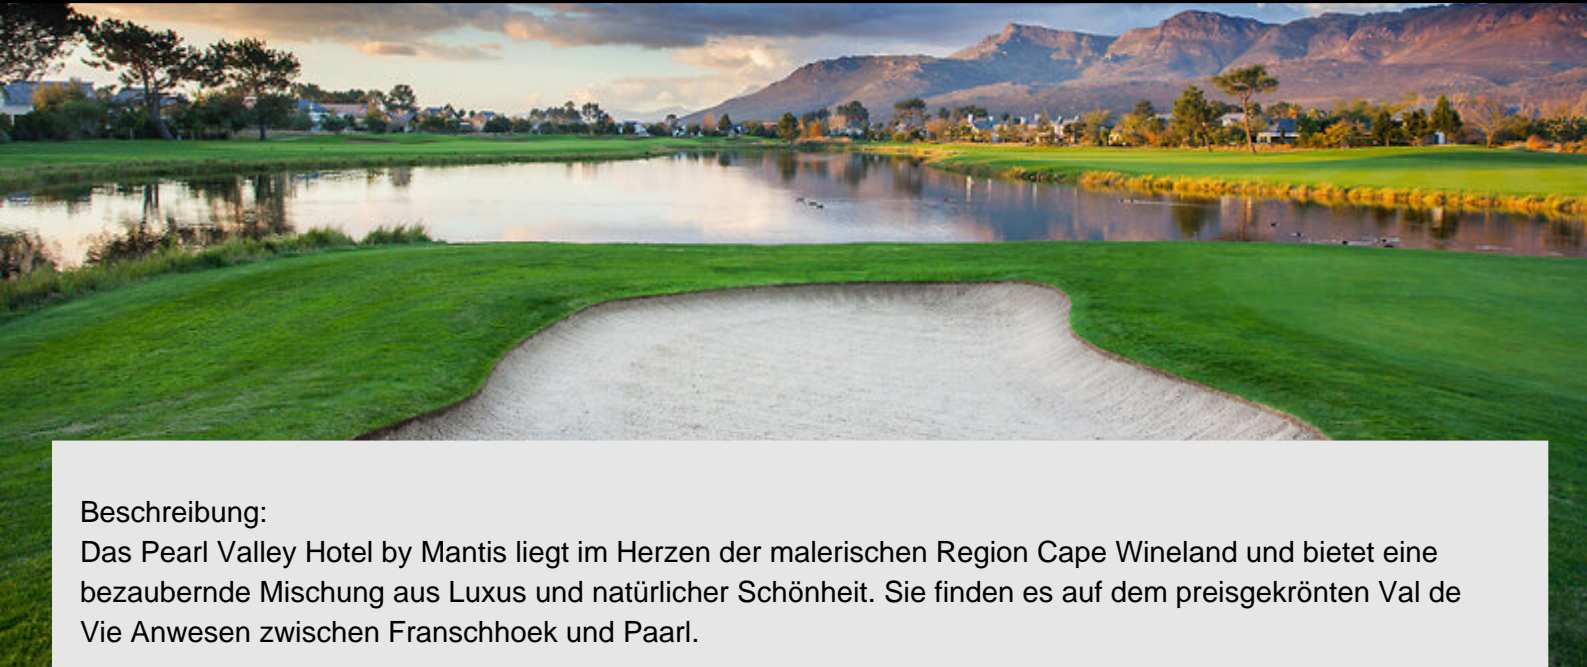 Beschreibung:
Das Pearl Valley Hotel by Mantis liegt im Herzen der malerischen Region Cape Wineland und bietet eine
bezaubernde Mischung aus Luxus und natürlicher Schönheit. Sie finden es auf dem preisgekrönten Val de
Vie Anwesen zwischen Franschhoek und Paarl.